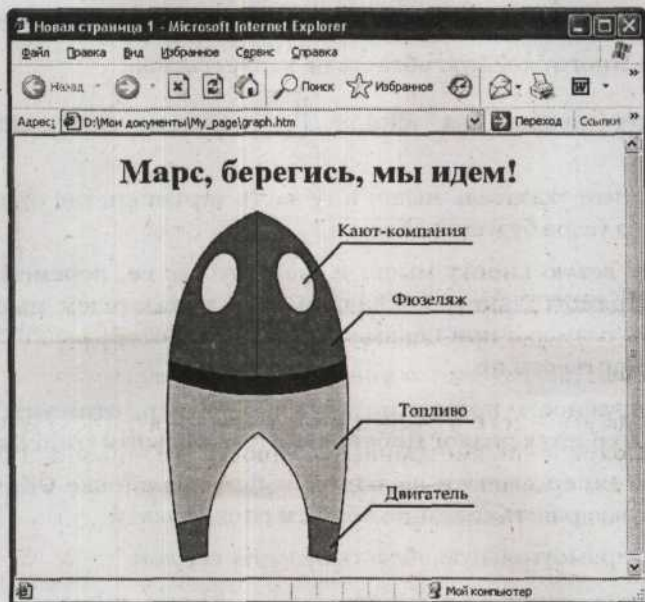 Новая страница 1 - Microsoft Internet Explorer
Файл Правка Вид Избранное Сервис Справка
Назад Поиск Избранное
Адрес: D:\Мои документы\My_page\graph.htm Переход Ссылки »
Марс, берегись, мы идем!
Кают-компания
Фюзеляж
Топливо
Двигатель
Мой компьютер